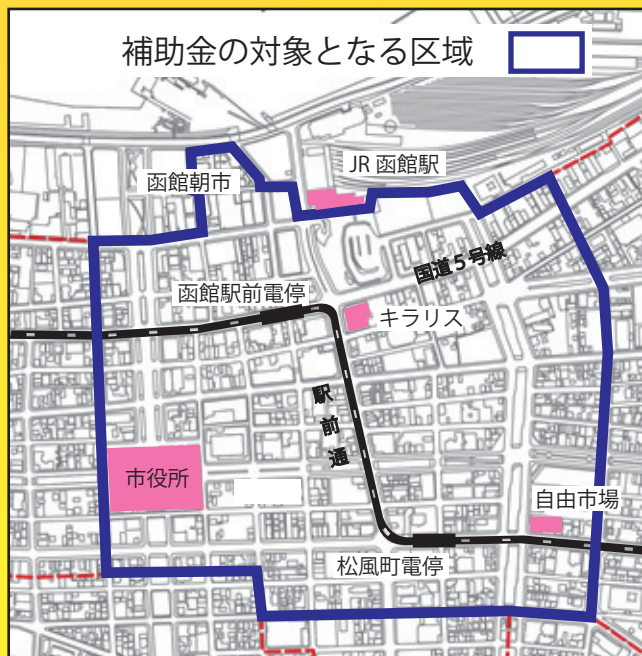 補助金の対象となる区域
JR 函館駅
函館朝市
国道５号線
函館駅前電停
キラリス
駅前通
市役所
自由市場
松風町電停